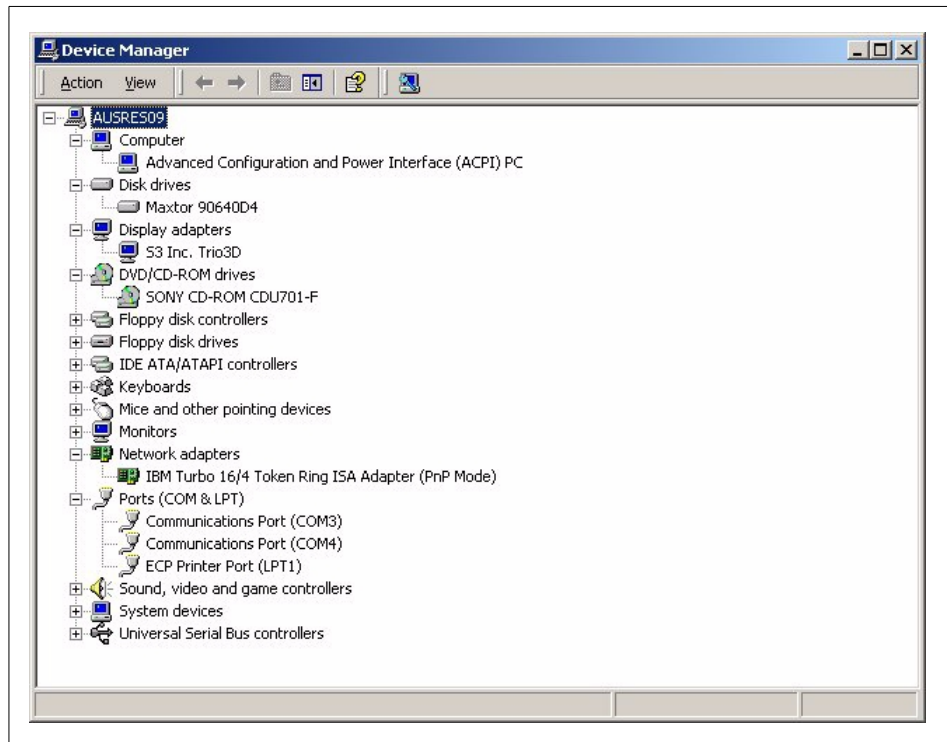 Device Manager
Action View
AUSRES09
Computer
Advanced Configuration and Power Interface (ACPI) PC
Disk drives
Maxtor 90640D4
Display adapters
S3 Inc. Trio3D
DVD/CD-ROM drives
SONY CD-ROM CDU701-F
Floppy disk controllers
Floppy disk drives
IDE ATA/ATAPI controllers
Keyboards
Mice and other pointing devices
Monitors
Network adapters
IBM Turbo 16/4 Token Ring ISA Adapter (PnP Mode)
Ports (COM & LPT)
Communications Port (COM3)
Communications Port (COM4)
ECP Printer Port (LPT1)
Sound, video and game controllers
System devices
Universal Serial Bus controllers